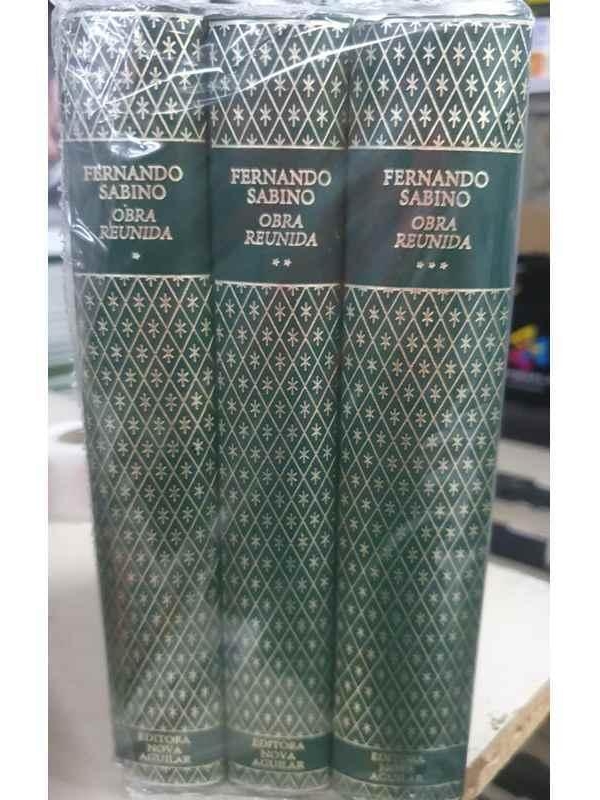 FERNANDO
SABINO
OBRA
REUNIDA
*
EDITORA
NOVA
AGUILAR
FERNANDO
SABINO
OBRA
REUNIDA
**
EDITORA
NOVA
AGUILAR
FERNANDO
SABINO
OBRA
REUNIDA
***
EDITORA
NOVA
AGUILAR